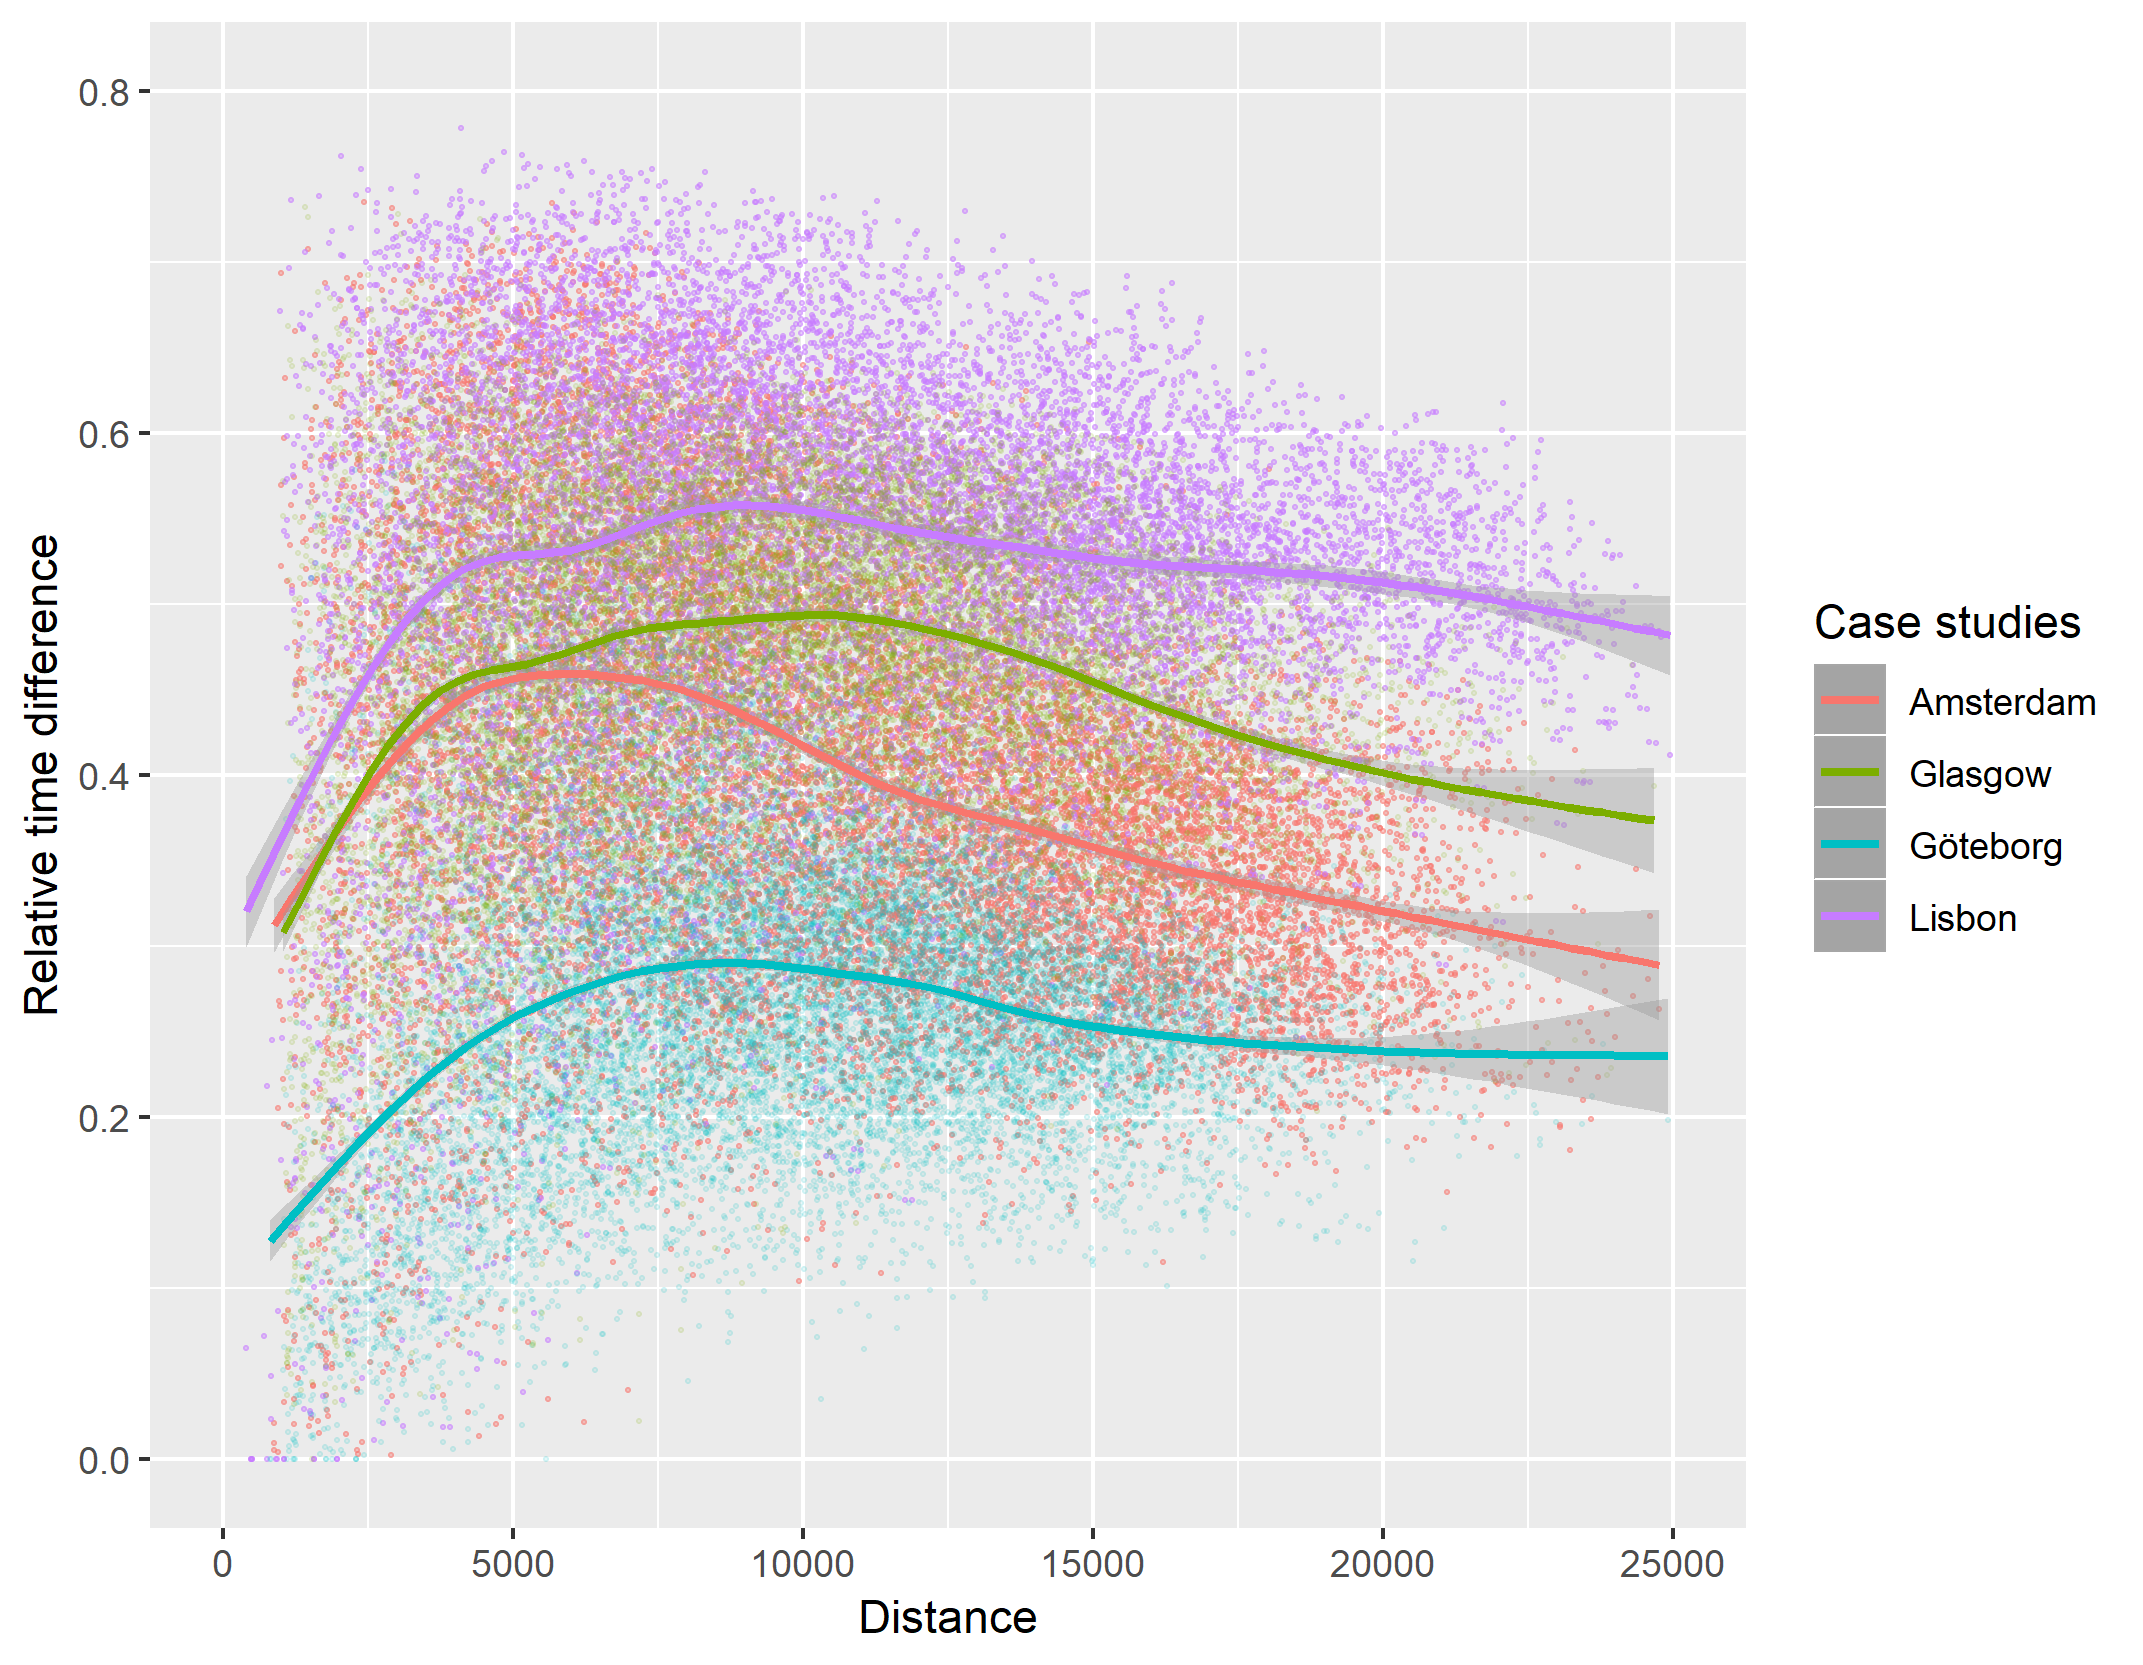 Relative time difference
0.8
0.6
0.4
0.2
0.0
0 5000 10000 15000 20000 25000
Distance
Case studies
Amsterdam
Glasgow
Göteborg
Lisbon